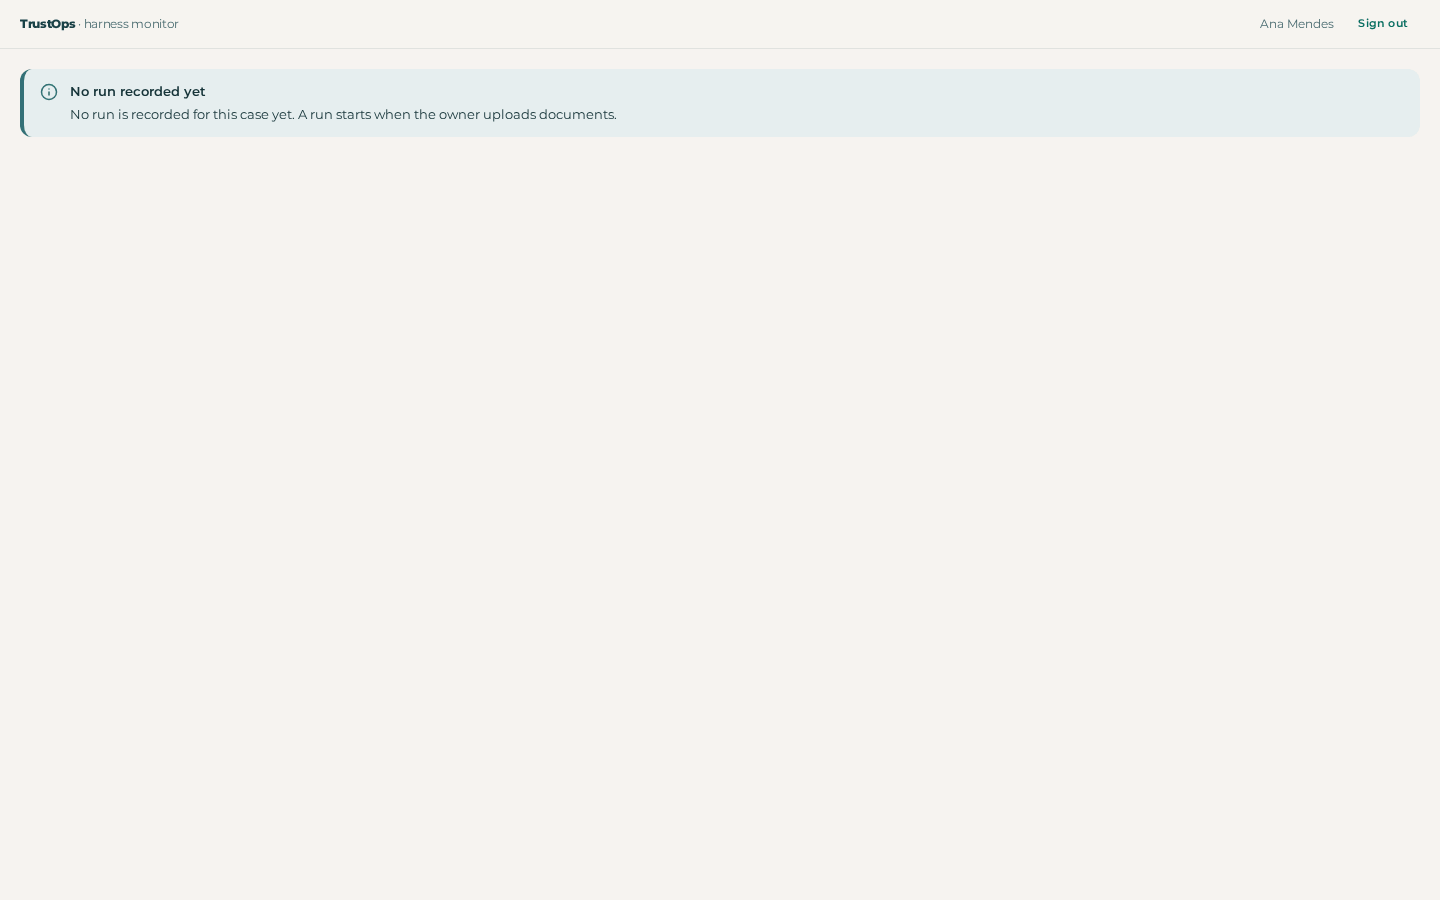 TrustOps · harness monitor
Ana Mendes
Sign out
No run recorded yet
No run is recorded for this case yet. A run starts when the owner uploads documents.